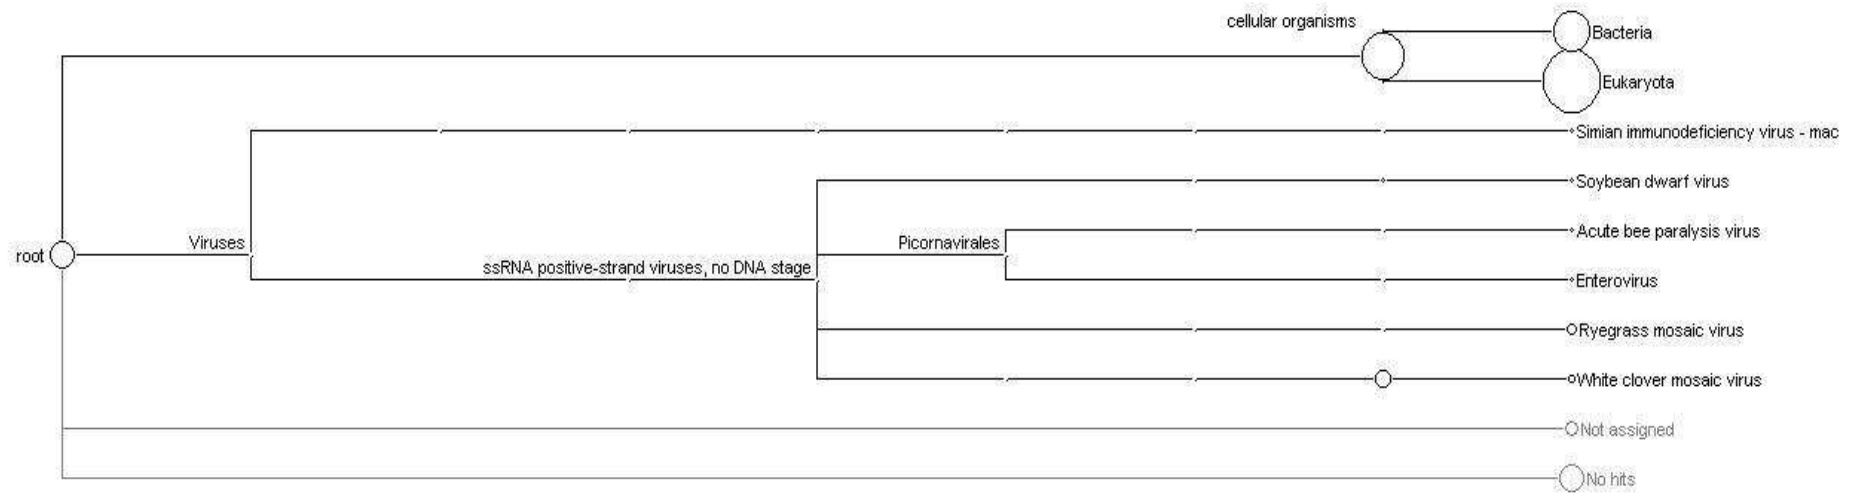 cellular organisms
Bacteria
Eukaryota
Simian immunodeficiency virus - mac
Soybean dwarf virus
Acute bee paralysis virus
Viruses
Picornavirales
root
ssRNA positive-strand viruses, no DNA stage
Enterovirus
Ryegrass mosaic virus
White clover mosaic virus
Not assigned
No hits